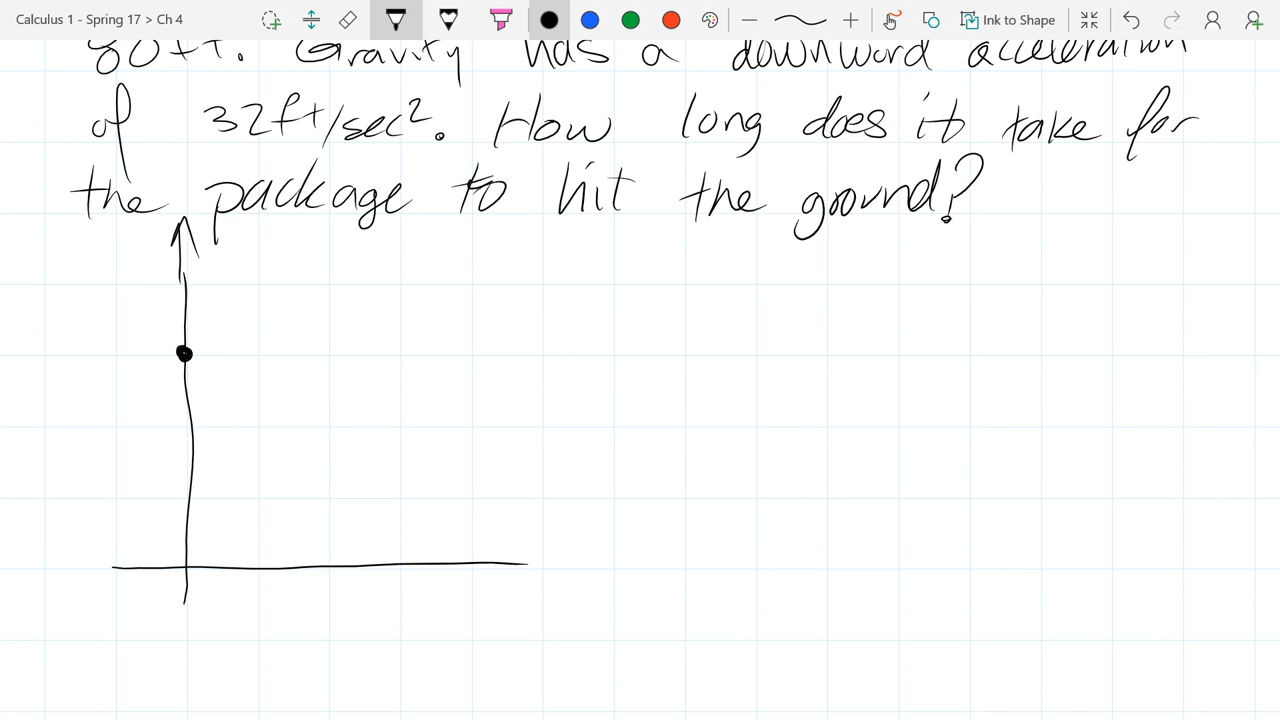 Calculus 1 - Spring 17 > Ch 4
Ink to Shape
80ft. Gravity has a downward acceleration
of 32ft/sec². How long does it take for
the package to hit the ground?